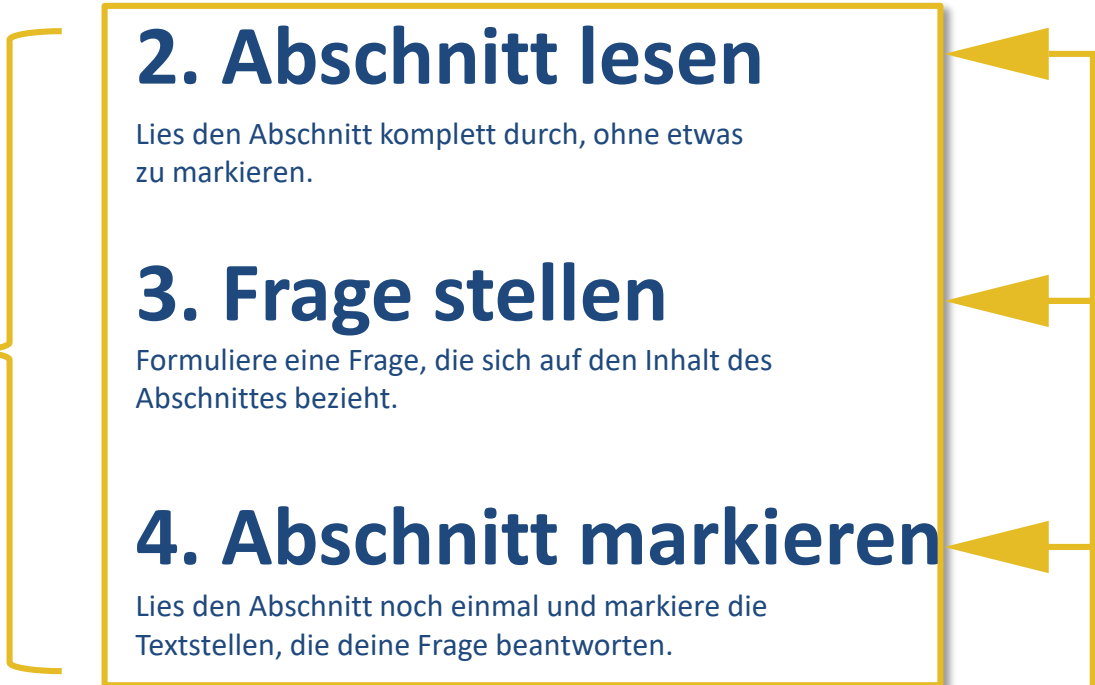 2. Abschnitt lesen
Lies den Abschnitt komplett durch, ohne etwas
zu markieren.
3. Frage stellen
Formuliere eine Frage, die sich auf den Inhalt des
Abschnittes bezieht.
4. Abschnitt markieren
Lies den Abschnitt noch einmal und markiere die
Textstellen, die deine Frage beantworten.